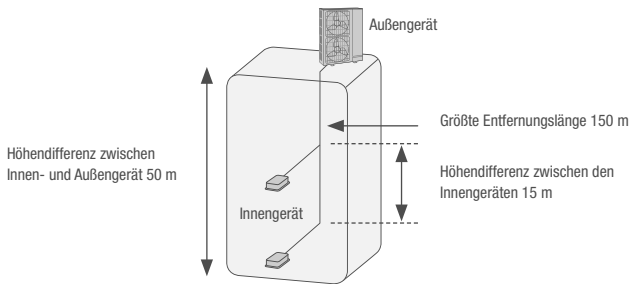 Außengerät
Größte Entfernungslänge 150 m
Höhendifferenz zwischen
Innen- und Außengerät 50 m
Höhendifferenz zwischen den
Innengeräten 15 m
Innengerät